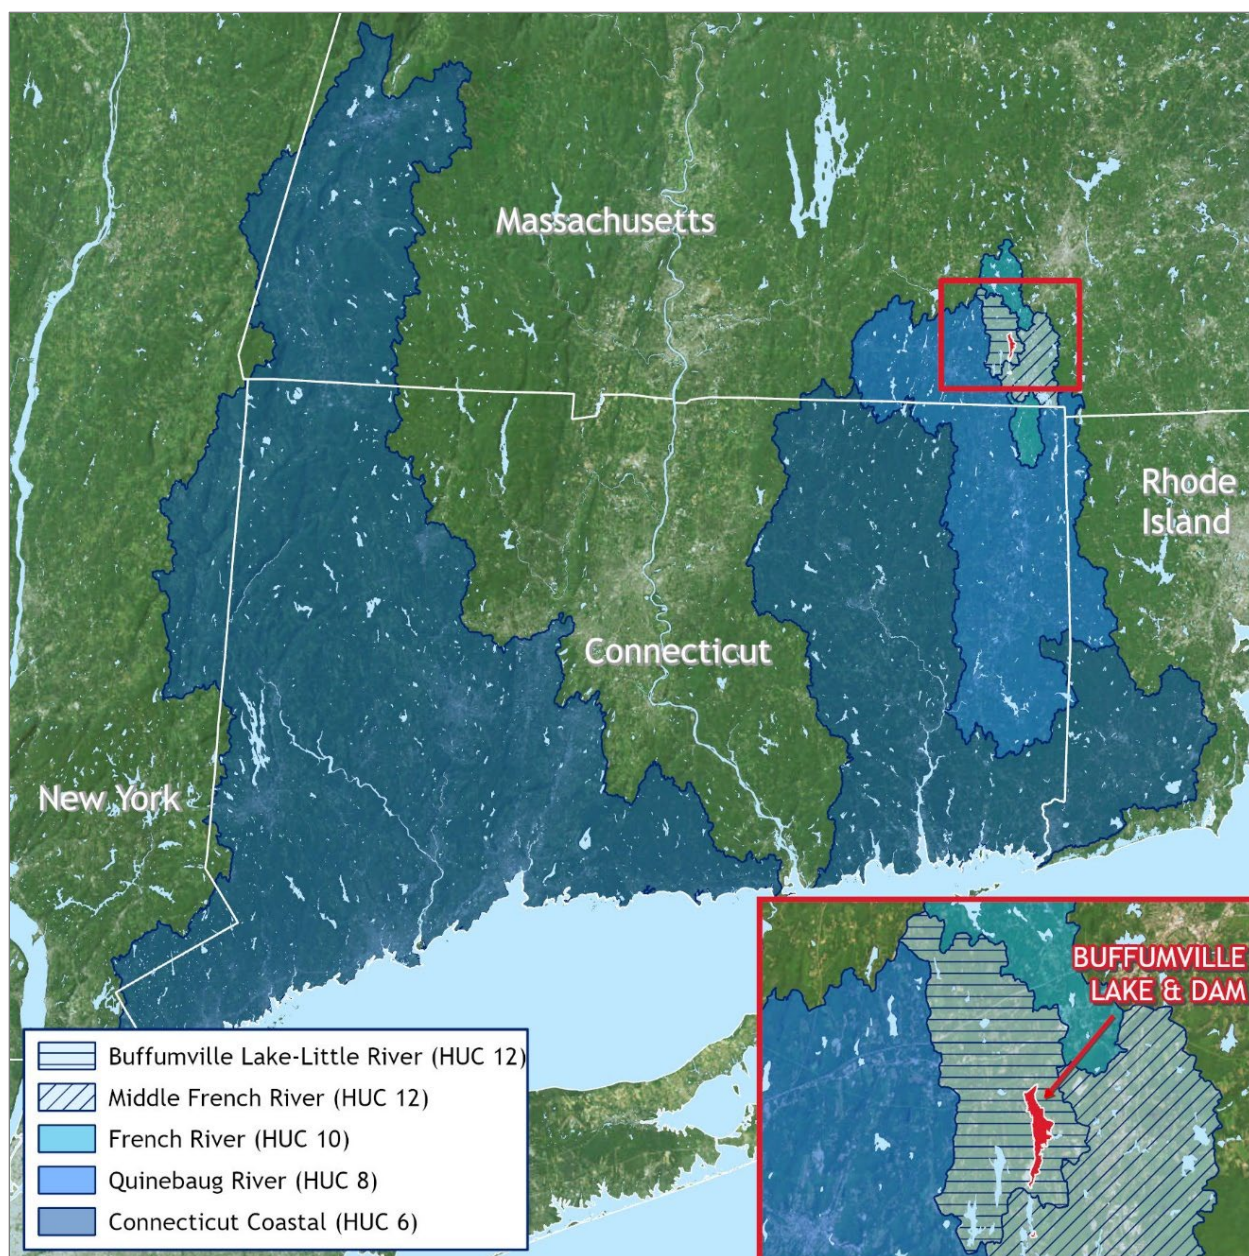 Massachusetts
Rhode
Island
Connecticut
New York
BUFFUMVILLE
LAKE & DAM
Buffumville Lake-Little River (HUC 12)
Middle French River (HUC 12)
French River (HUC 10)
Quinebaug River (HUC 8)
Connecticut Coastal (HUC 6)